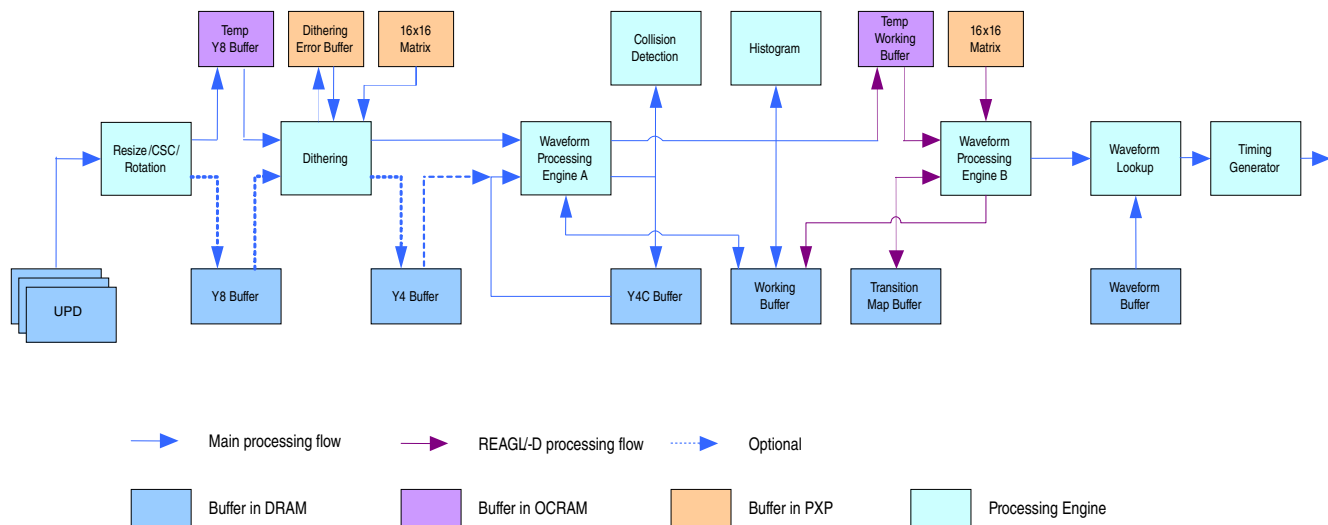 Temp
Y8 Buffer
Dithering
Error Buffer
16x16
Matrix
Collision
Detection
Histogram
Temp
Working
Buffer
16x16
Matrix
Resize/CSC/
Rotation
Dithering
Waveform
Processing
Engine A
Waveform
Processing
Engine B
Waveform
Lookup
Timing
Generator
UPD
Y8 Buffer
Y4 Buffer
Y4C Buffer
Working
Buffer
Transition
Map Buffer
Waveform
Buffer
Main processing flow
REAGL/-D processing flow
Optional
Buffer in DRAM
Buffer in OCRAM
Buffer in PXP
Processing Engine